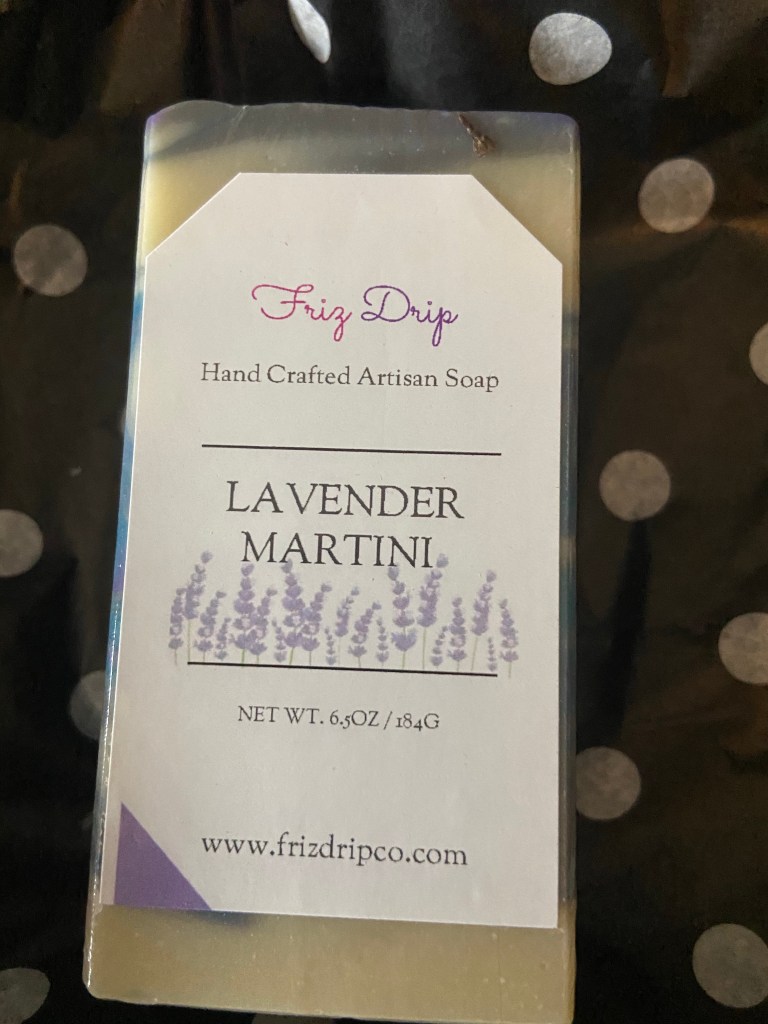 Friz Drip
Hand Crafted Artisan Soap
LAVENDER
MARTINI
NET WT. 6.5OZ / 184G
www.frizdripco.com